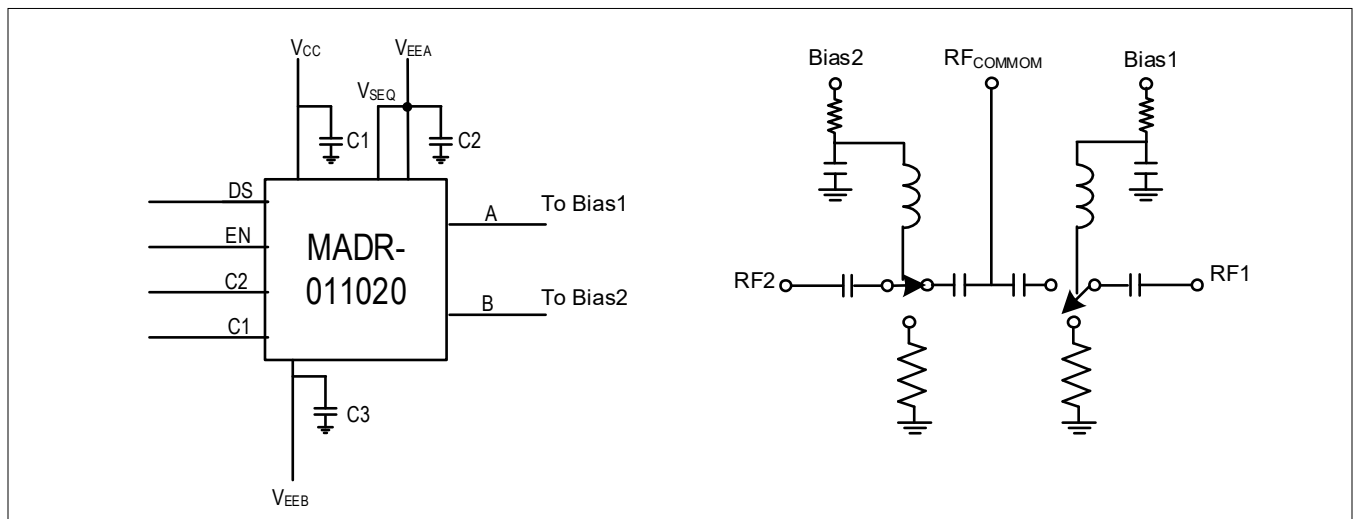 VCC
VEEA
VSEQ
C1
C2
DS
EN
C2
C1
MADR-
011020
A
To Bias1
B
To Bias2
C3
VEEB
Bias2
RFCOMMOM
Bias1
RF2
RF1